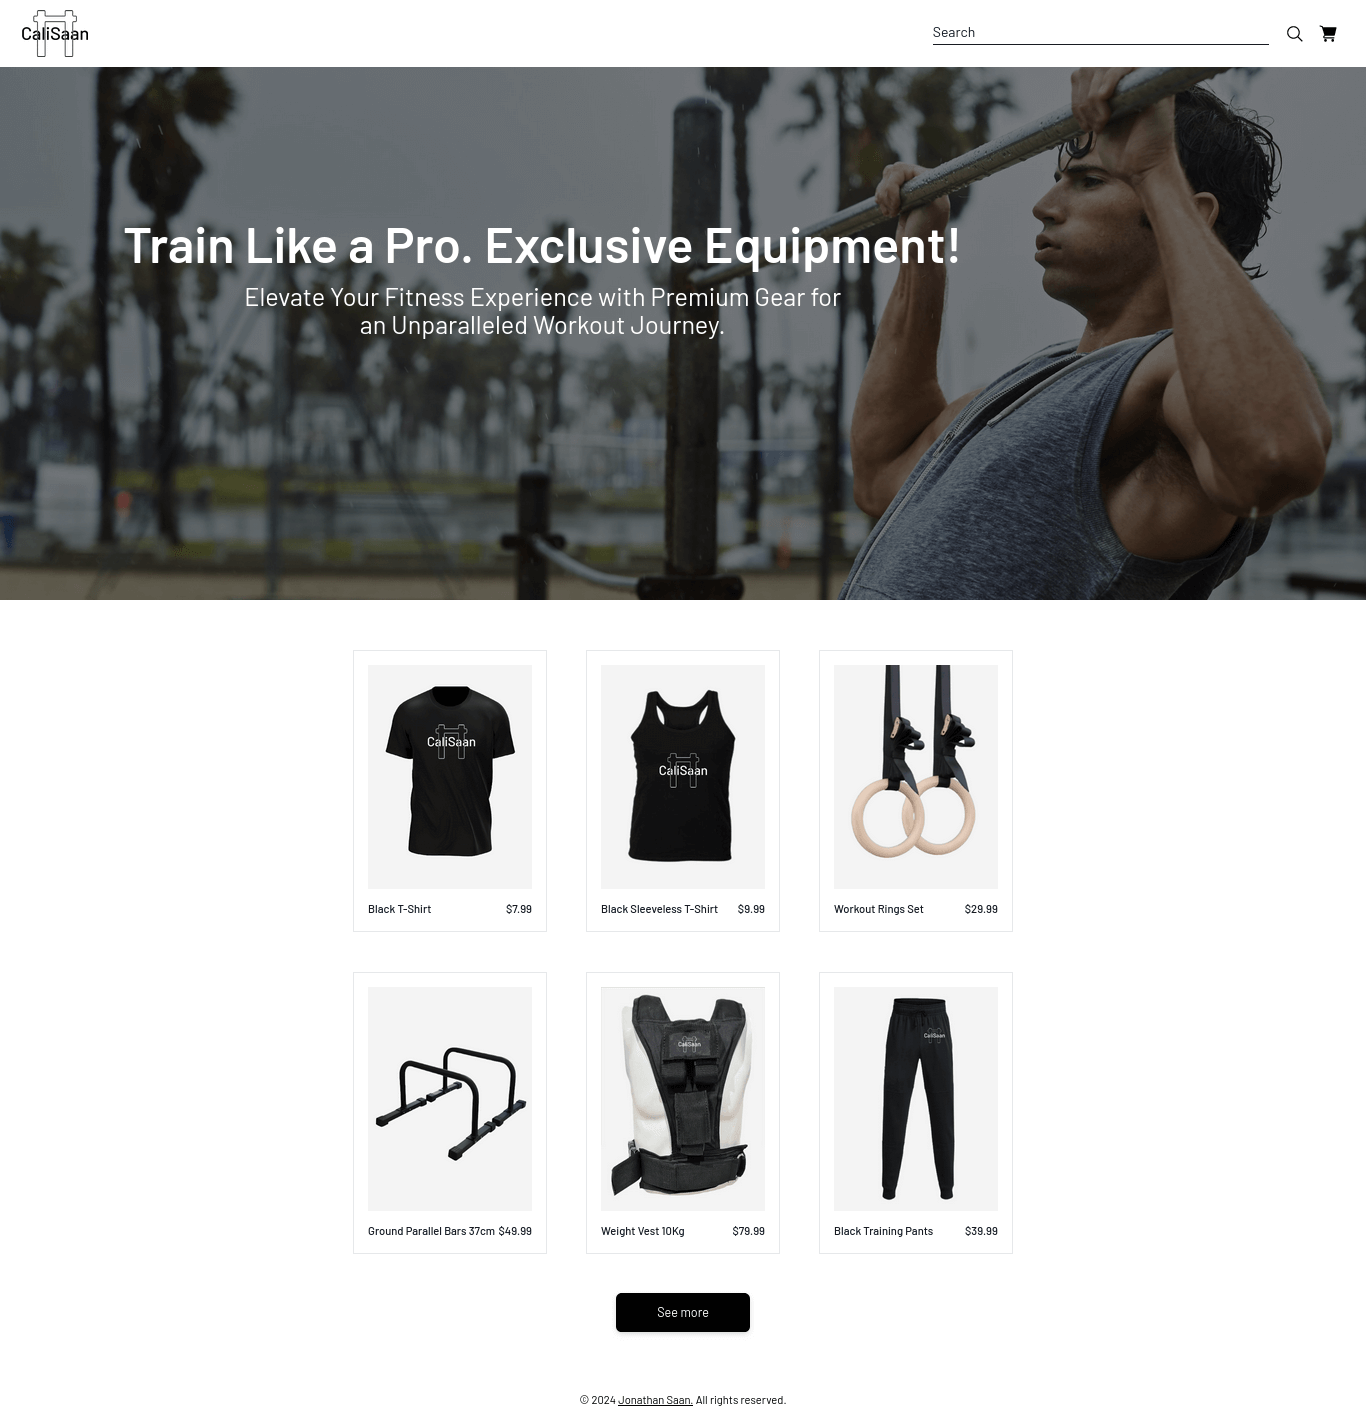 CaliSaan
Search
Train Like a Pro. Exclusive Equipment!
Elevate Your Fitness Experience with Premium Gear for
an Unparalleled Workout Journey.
CaliSaan
CaliSaan
Black T-Shirt $7.99
Black Sleeveless T-Shirt $9.99
Workout Rings Set $29.99
CaliSaan
CaliSaan
Ground Parallel Bars 37cm $49.99
Weight Vest 10Kg $79.99
Black Training Pants $39.99
See more
© 2024 Jonathan Saan. All rights reserved.